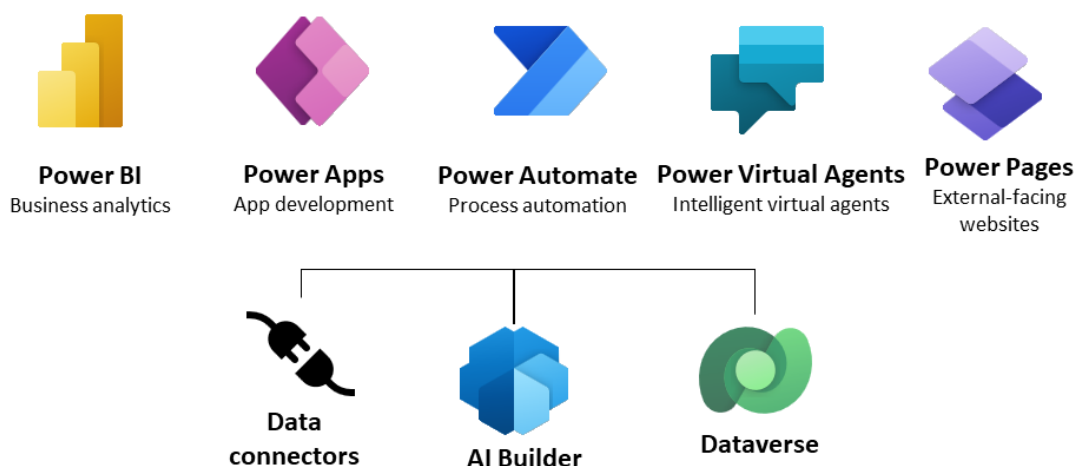 Power BI
Business analytics
Power Apps
App development
Power Automate
Process automation
Power Virtual Agents
Intelligent virtual agents
Power Pages
External-facing
websites
Data
connectors
AI Builder
Dataverse